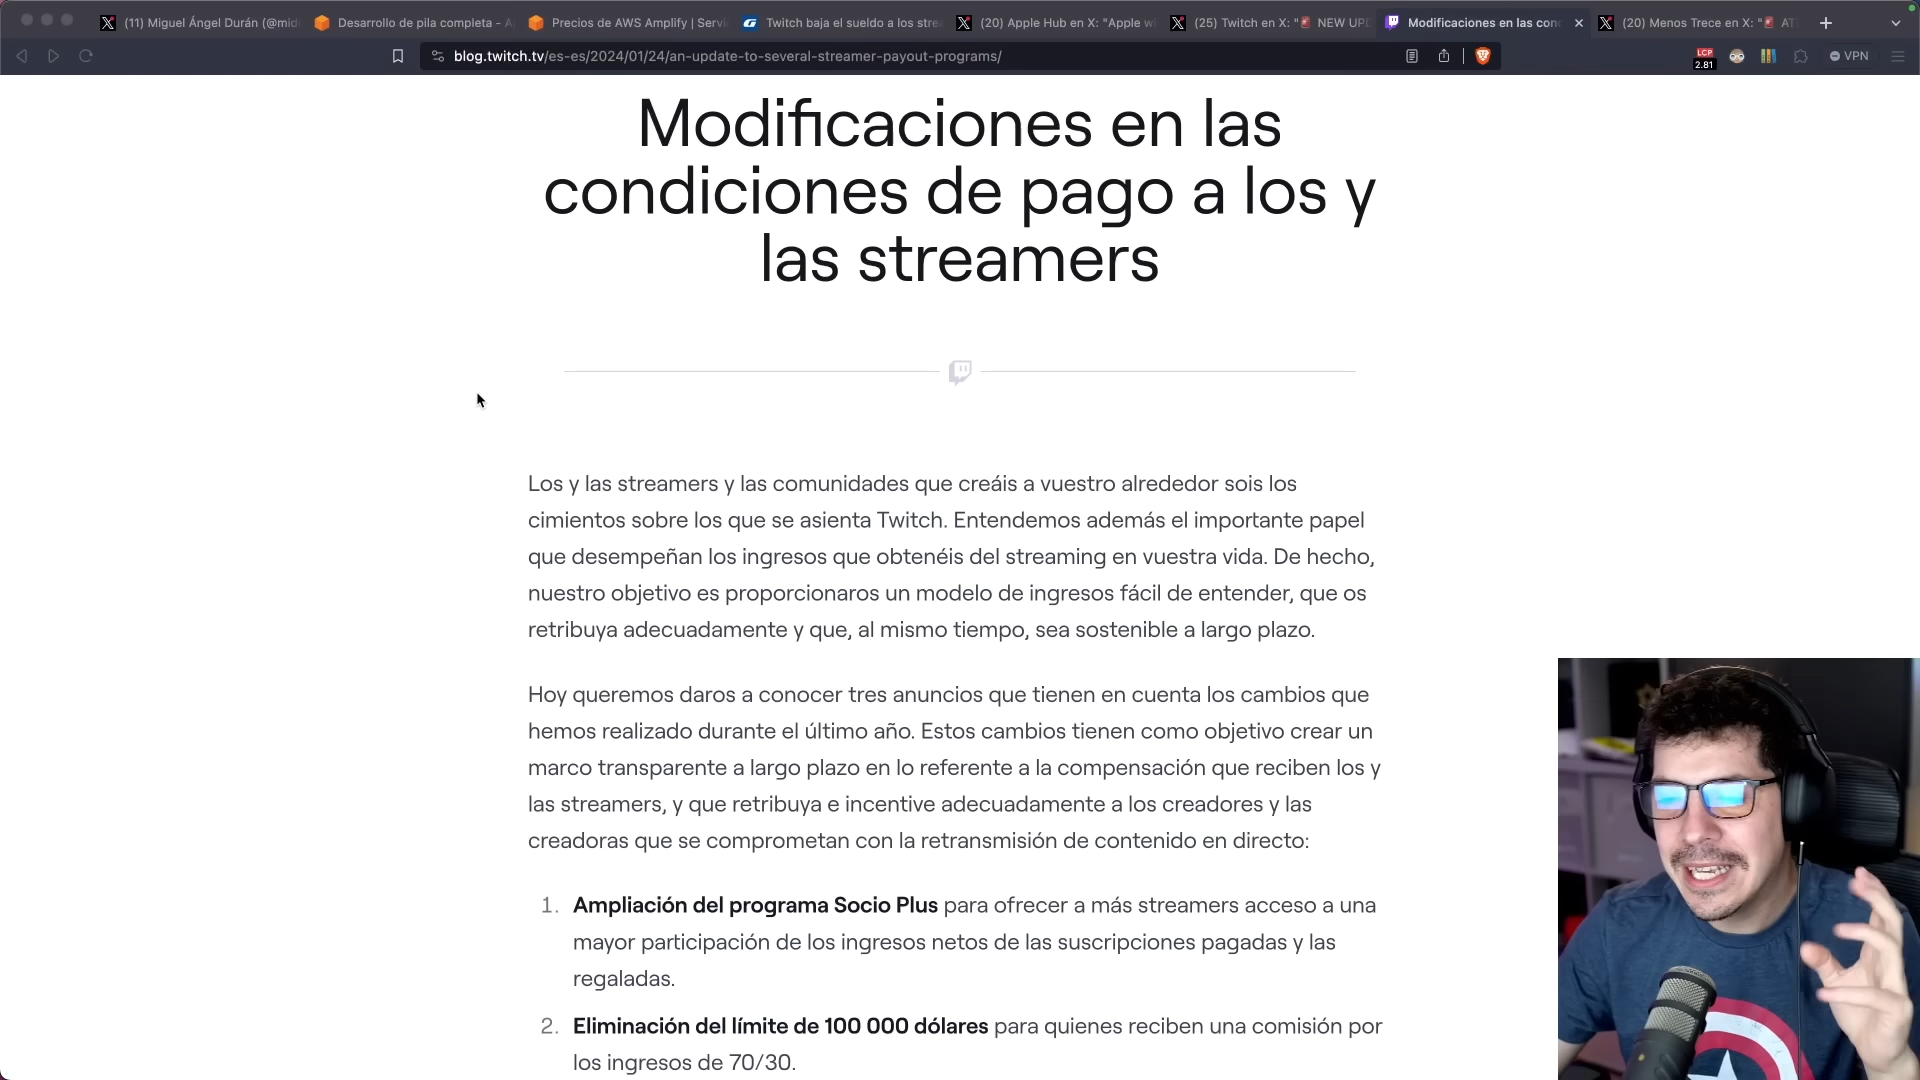 (11) Miguel Ángel Durán (@mid
Desarrollo de pila completa - A
Precios de AWS Amplify | Servi
Twitch baja el sueldo a los stre
(20) Apple Hub en X: "Apple wi
(25) Twitch en X: "🚨 NEW UPD
Modificaciones en las con
(20) Menos Trece en X: "🚨 AT
blog.twitch.tv/es-es/2024/01/24/an-update-to-several-streamer-payout-programs/
LCP
2.81
VPN
Modificaciones en las
condiciones de pago a los y
las streamers
Los y las streamers y las comunidades que creáis a vuestro alrededor sois los
cimientos sobre los que se asienta Twitch. Entendemos además el importante papel
que desempeñan los ingresos que obtenéis del streaming en vuestra vida. De hecho,
nuestro objetivo es proporcionaros un modelo de ingresos fácil de entender, que os
retribuya adecuadamente y que, al mismo tiempo, sea sostenible a largo plazo.
Hoy queremos daros a conocer tres anuncios que tienen en cuenta los cambios que
hemos realizado durante el último año. Estos cambios tienen como objetivo crear un
marco transparente a largo plazo en lo referente a la compensación que reciben los y
las streamers, y que retribuya e incentive adecuadamente a los creadores y las
creadoras que se comprometan con la retransmisión de contenido en directo:
1. Ampliación del programa Socio Plus para ofrecer a más streamers acceso a una
mayor participación de los ingresos netos de las suscripciones pagadas y las
regaladas.
2. Eliminación del límite de 100 000 dólares para quienes reciben una comisión por
los ingresos de 70/30.